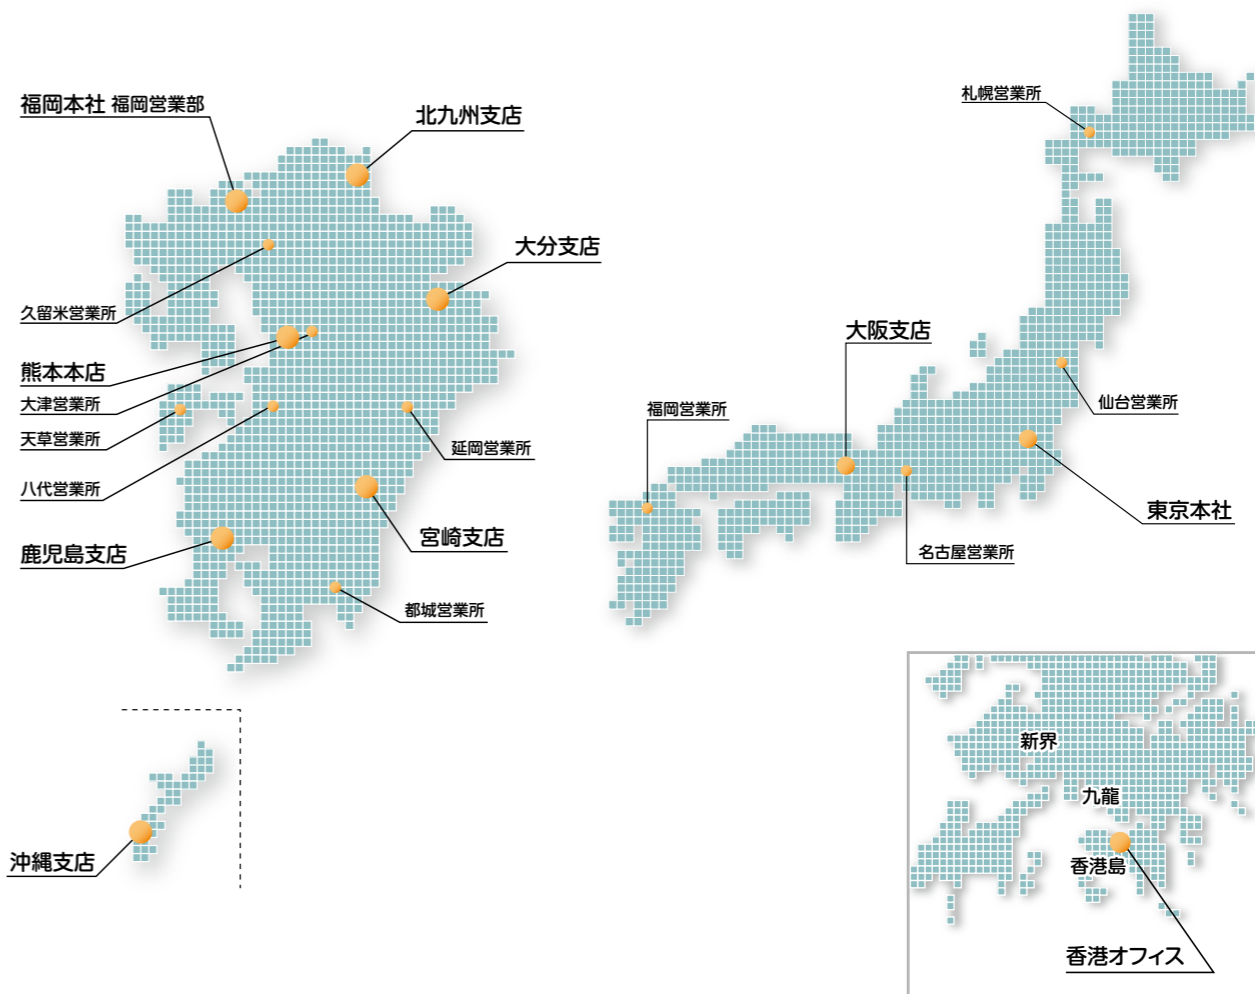 福岡本社 福岡営業部
北九州支店
大分支店
久留米営業所
熊本本店
大津営業所
天草営業所
八代営業所
延岡営業所
宮崎支店
鹿児島支店
都城営業所
沖縄支店
札幌営業所
大阪支店
福岡営業所
仙台営業所
東京本社
名古屋営業所
新界
九龍
香港島
香港オフィス